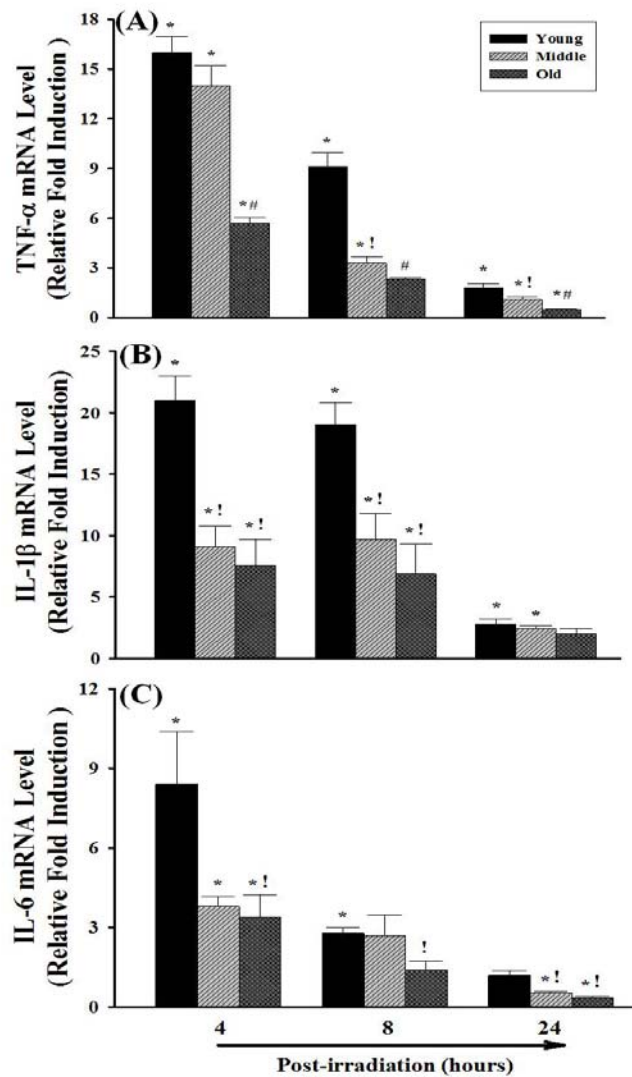 (A)
TNF-α mRNA Level
(Relative Fold Induction )
18
15
12
9
6
3
0
* * *#
* *! #
* *! *#
Young
Middle
Old
(B)
IL-1β mRNA Level
(Relative Fold Induction )
25
20
15
10
5
0
* *! *!
* *! *!
* *
(C)
IL-6 mRNA Level
(Relative Fold Induction )
12
9
6
3
0
* * *!
* !
*! *!
4 8 24
Post-irradiation (hours)